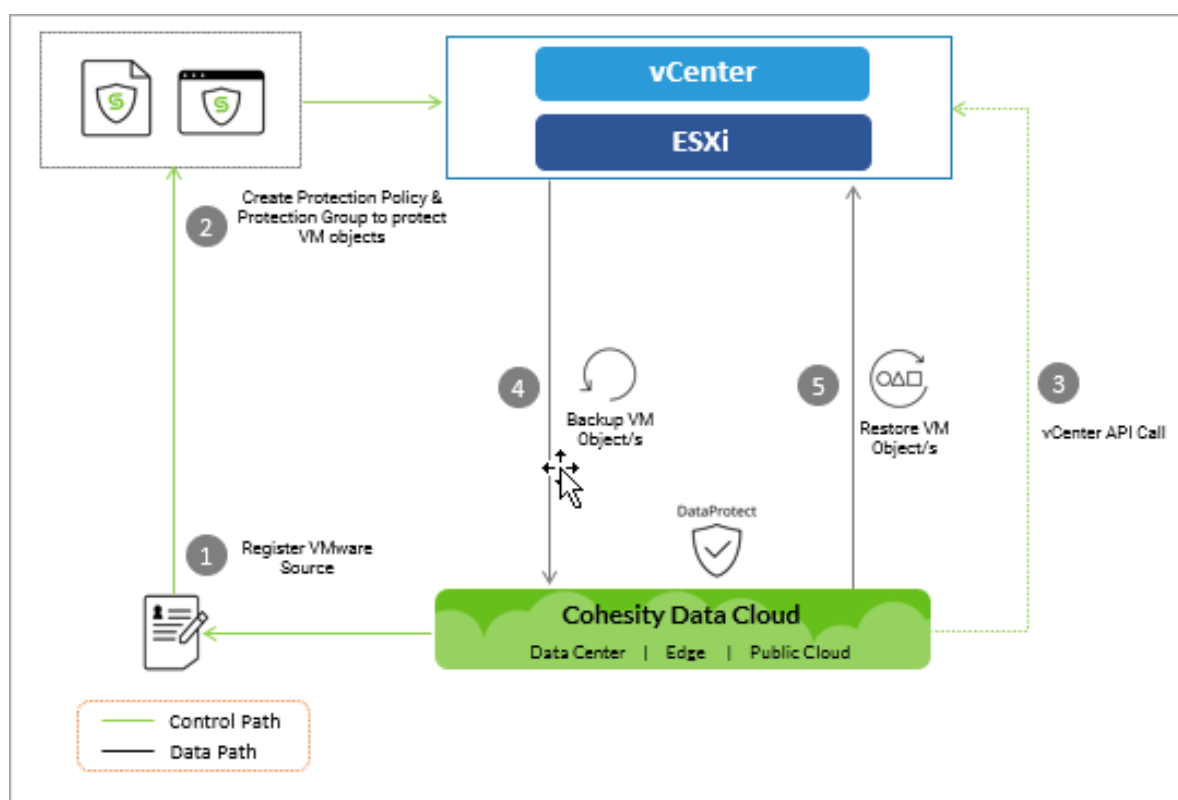 vCenter
ESXi
2
Create Protection Policy &
Protection Group to protect
VM objects
4
Backup VM
Object/s
5
Restore VM
Object/s
3
vCenter API Call
1
Register VMware
Source
DataProtect
Cohesity Data Cloud
Data Center | Edge | Public Cloud
Control Path
Data Path